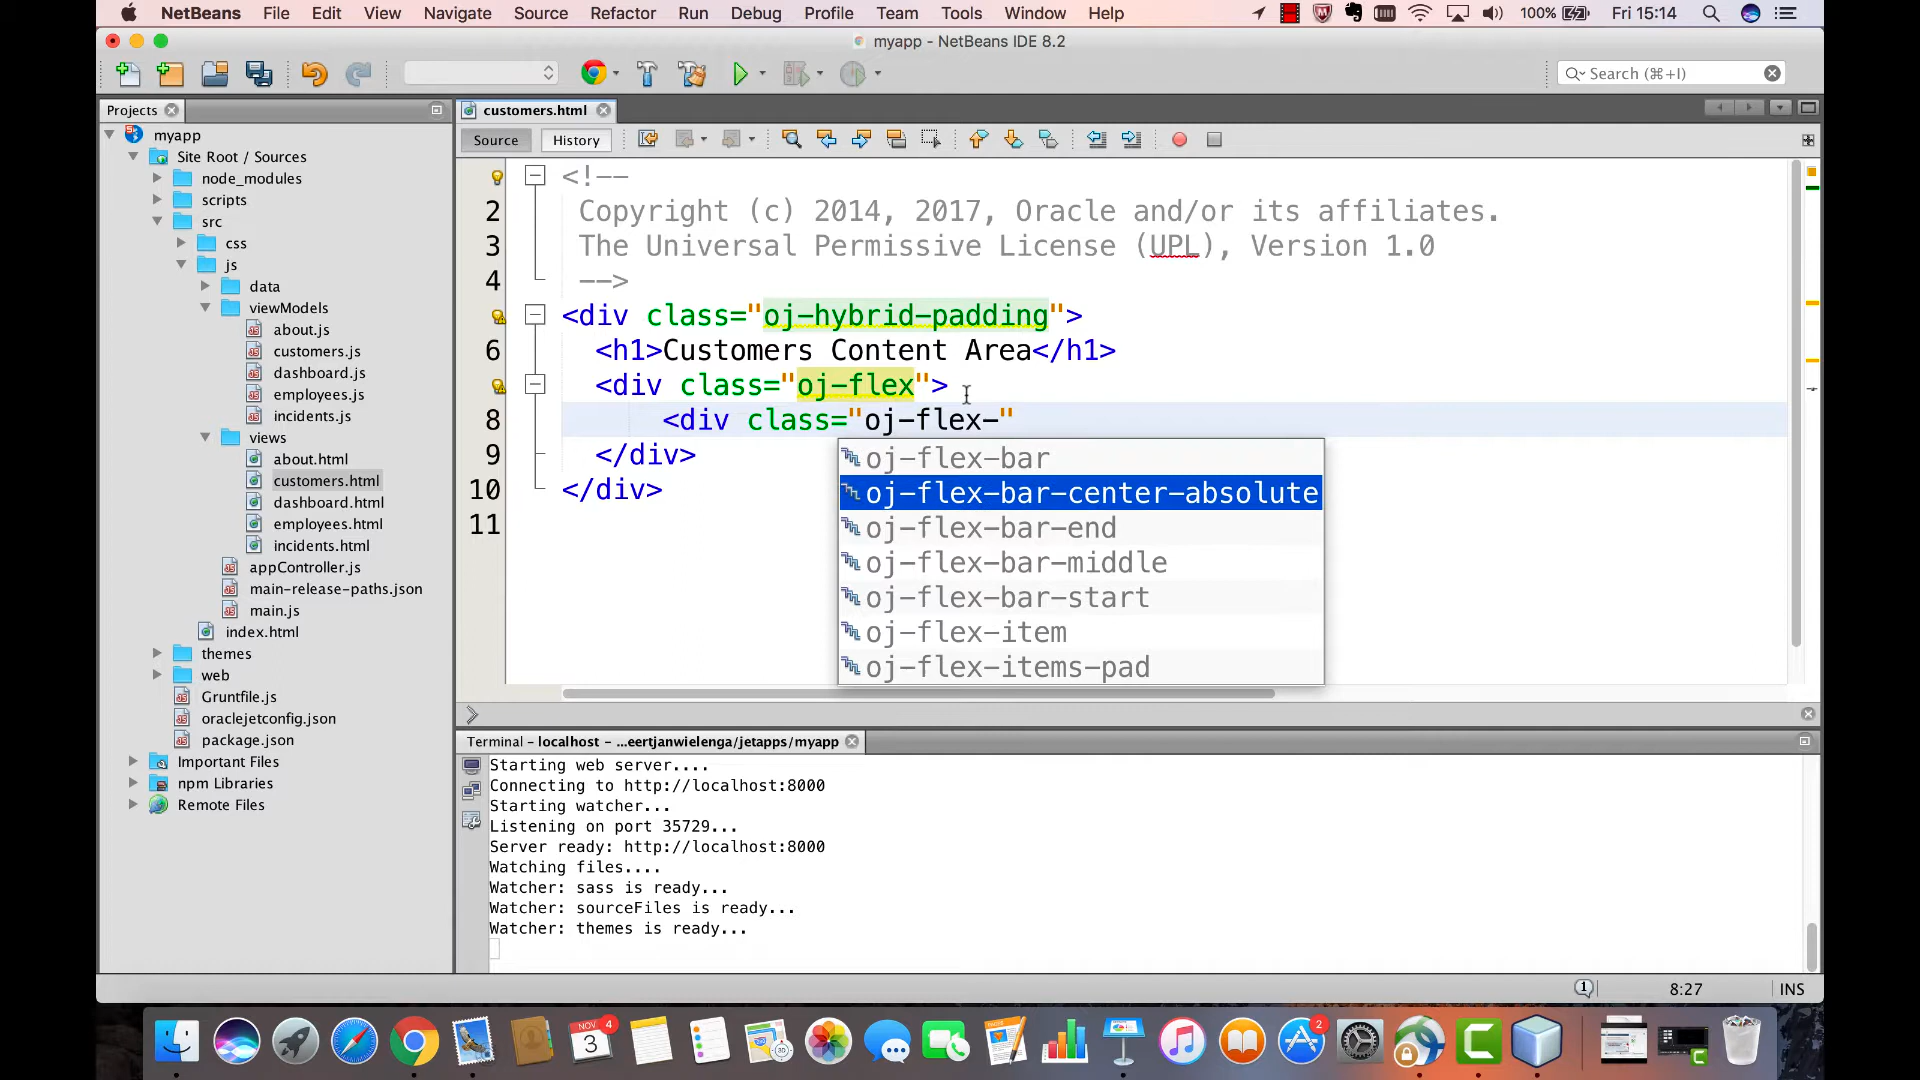 NetBeans File Edit View Navigate Source Refactor Run Debug Profile Team Tools Window Help 100% Fri 15:14
myapp - NetBeans IDE 8.2
Search (⌘+I)
Projects
customers.html
Source History
myapp
Site Root / Sources
node_modules
scripts
src
css
js
data
viewModels
about.js
customers.js
dashboard.js
employees.js
incidents.js
views
about.html
customers.html
dashboard.html
employees.html
incidents.html
appController.js
main-release-paths.json
main.js
index.html
themes
web
Gruntfile.js
oraclejetconfig.json
package.json
Important Files
npm Libraries
Remote Files
<!--
2 Copyright (c) 2014, 2017, Oracle and/or its affiliates.
3 The Universal Permissive License (UPL), Version 1.0
4 -->
<div class="oj-hybrid-padding">
6 <h1>Customers Content Area</h1>
<div class="oj-flex">
8 <div class="oj-flex-"
9 </div>
10 </div>
11
oj-flex-bar
oj-flex-bar-center-absolute
oj-flex-bar-end
oj-flex-bar-middle
oj-flex-bar-start
oj-flex-item
oj-flex-items-pad
Terminal - localhost - ...eertjanwielenga/jetapps/myapp
Starting web server....
Connecting to http://localhost:8000
Starting watcher...
Listening on port 35729...
Server ready: http://localhost:8000
Watching files....
Watcher: sass is ready...
Watcher: sourceFiles is ready...
Watcher: themes is ready...
1 8:27 INS
NOV 4
3
2